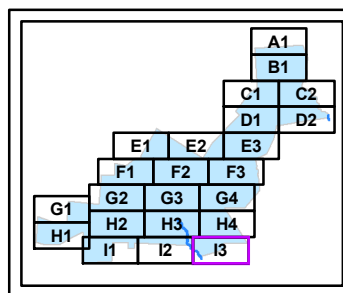 A1
B1
C1 C2
D1 D2
E1 E2 E3
F1 F2 F3
G1 G2 G3 G4
H1 H2 H3 H4
I1 I2 I3